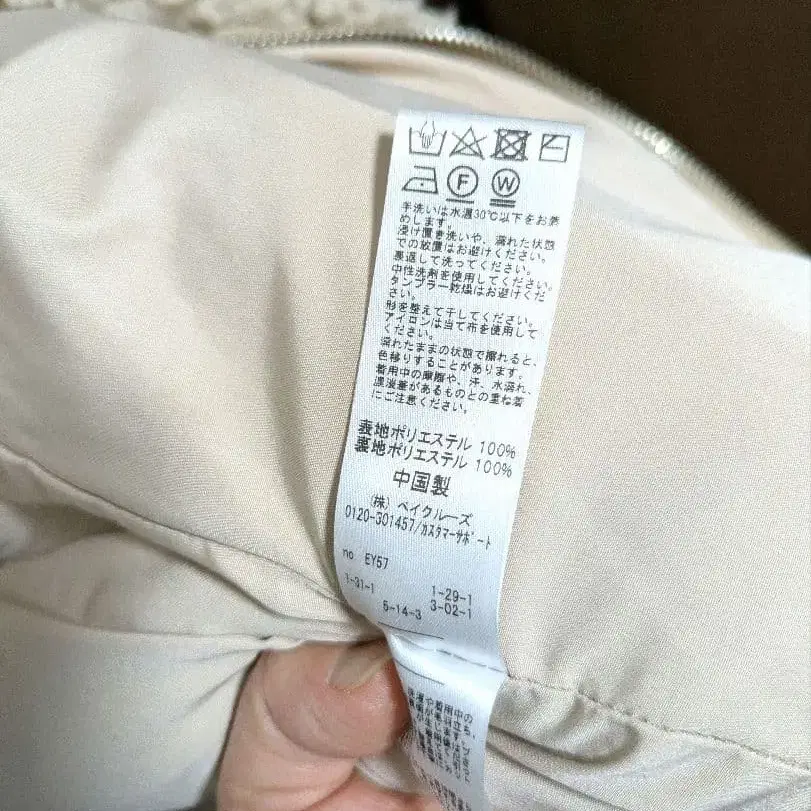 F W
手洗いは水温30℃以下をお薦
めします。
浸け置き洗いや、濡れた状態
での放置はお避けください。
裏返して洗ってください。
中性洗剤を使用してください。
タンブラー乾燥はお避けくだ
さい。
形を整えて干してください。
アイロンは当て布を使用して
ください。
濡れたままの状態で擦れると、
色移りすることがあります。
着用中の摩擦や、汗、水濡れ、
濃淡差があるものとの重ね着
にご注意ください。
表地ポリエステル 100%
裏地ポリエステル 100%
中国製
(株) ベイクルーズ
0120-301457/カスタマーサポート
no EY57
1-31-1 1-29-1
5-14-3 3-02-1